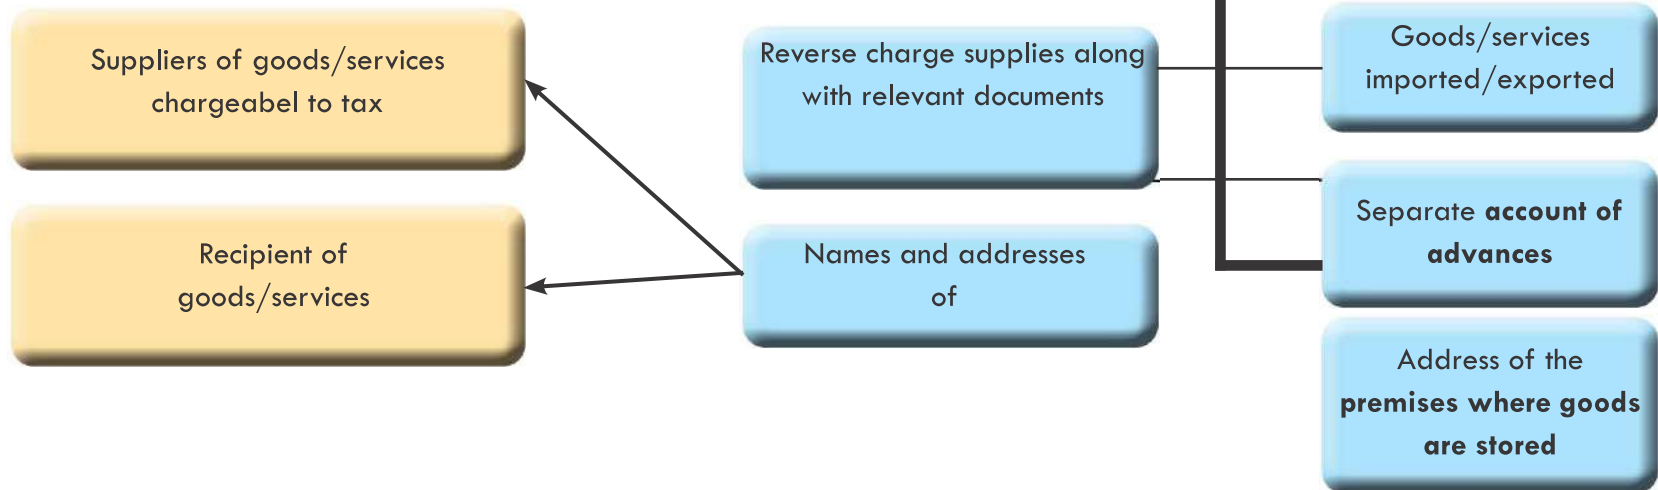 Suppliers of goods/services
chargeabel to tax
Reverse charge supplies along
with relevant documents
Goods/services
imported/exported
Recipient of
goods/services
Names and addresses
of
Separate account of
advances
Address of the
premises where goods
are stored